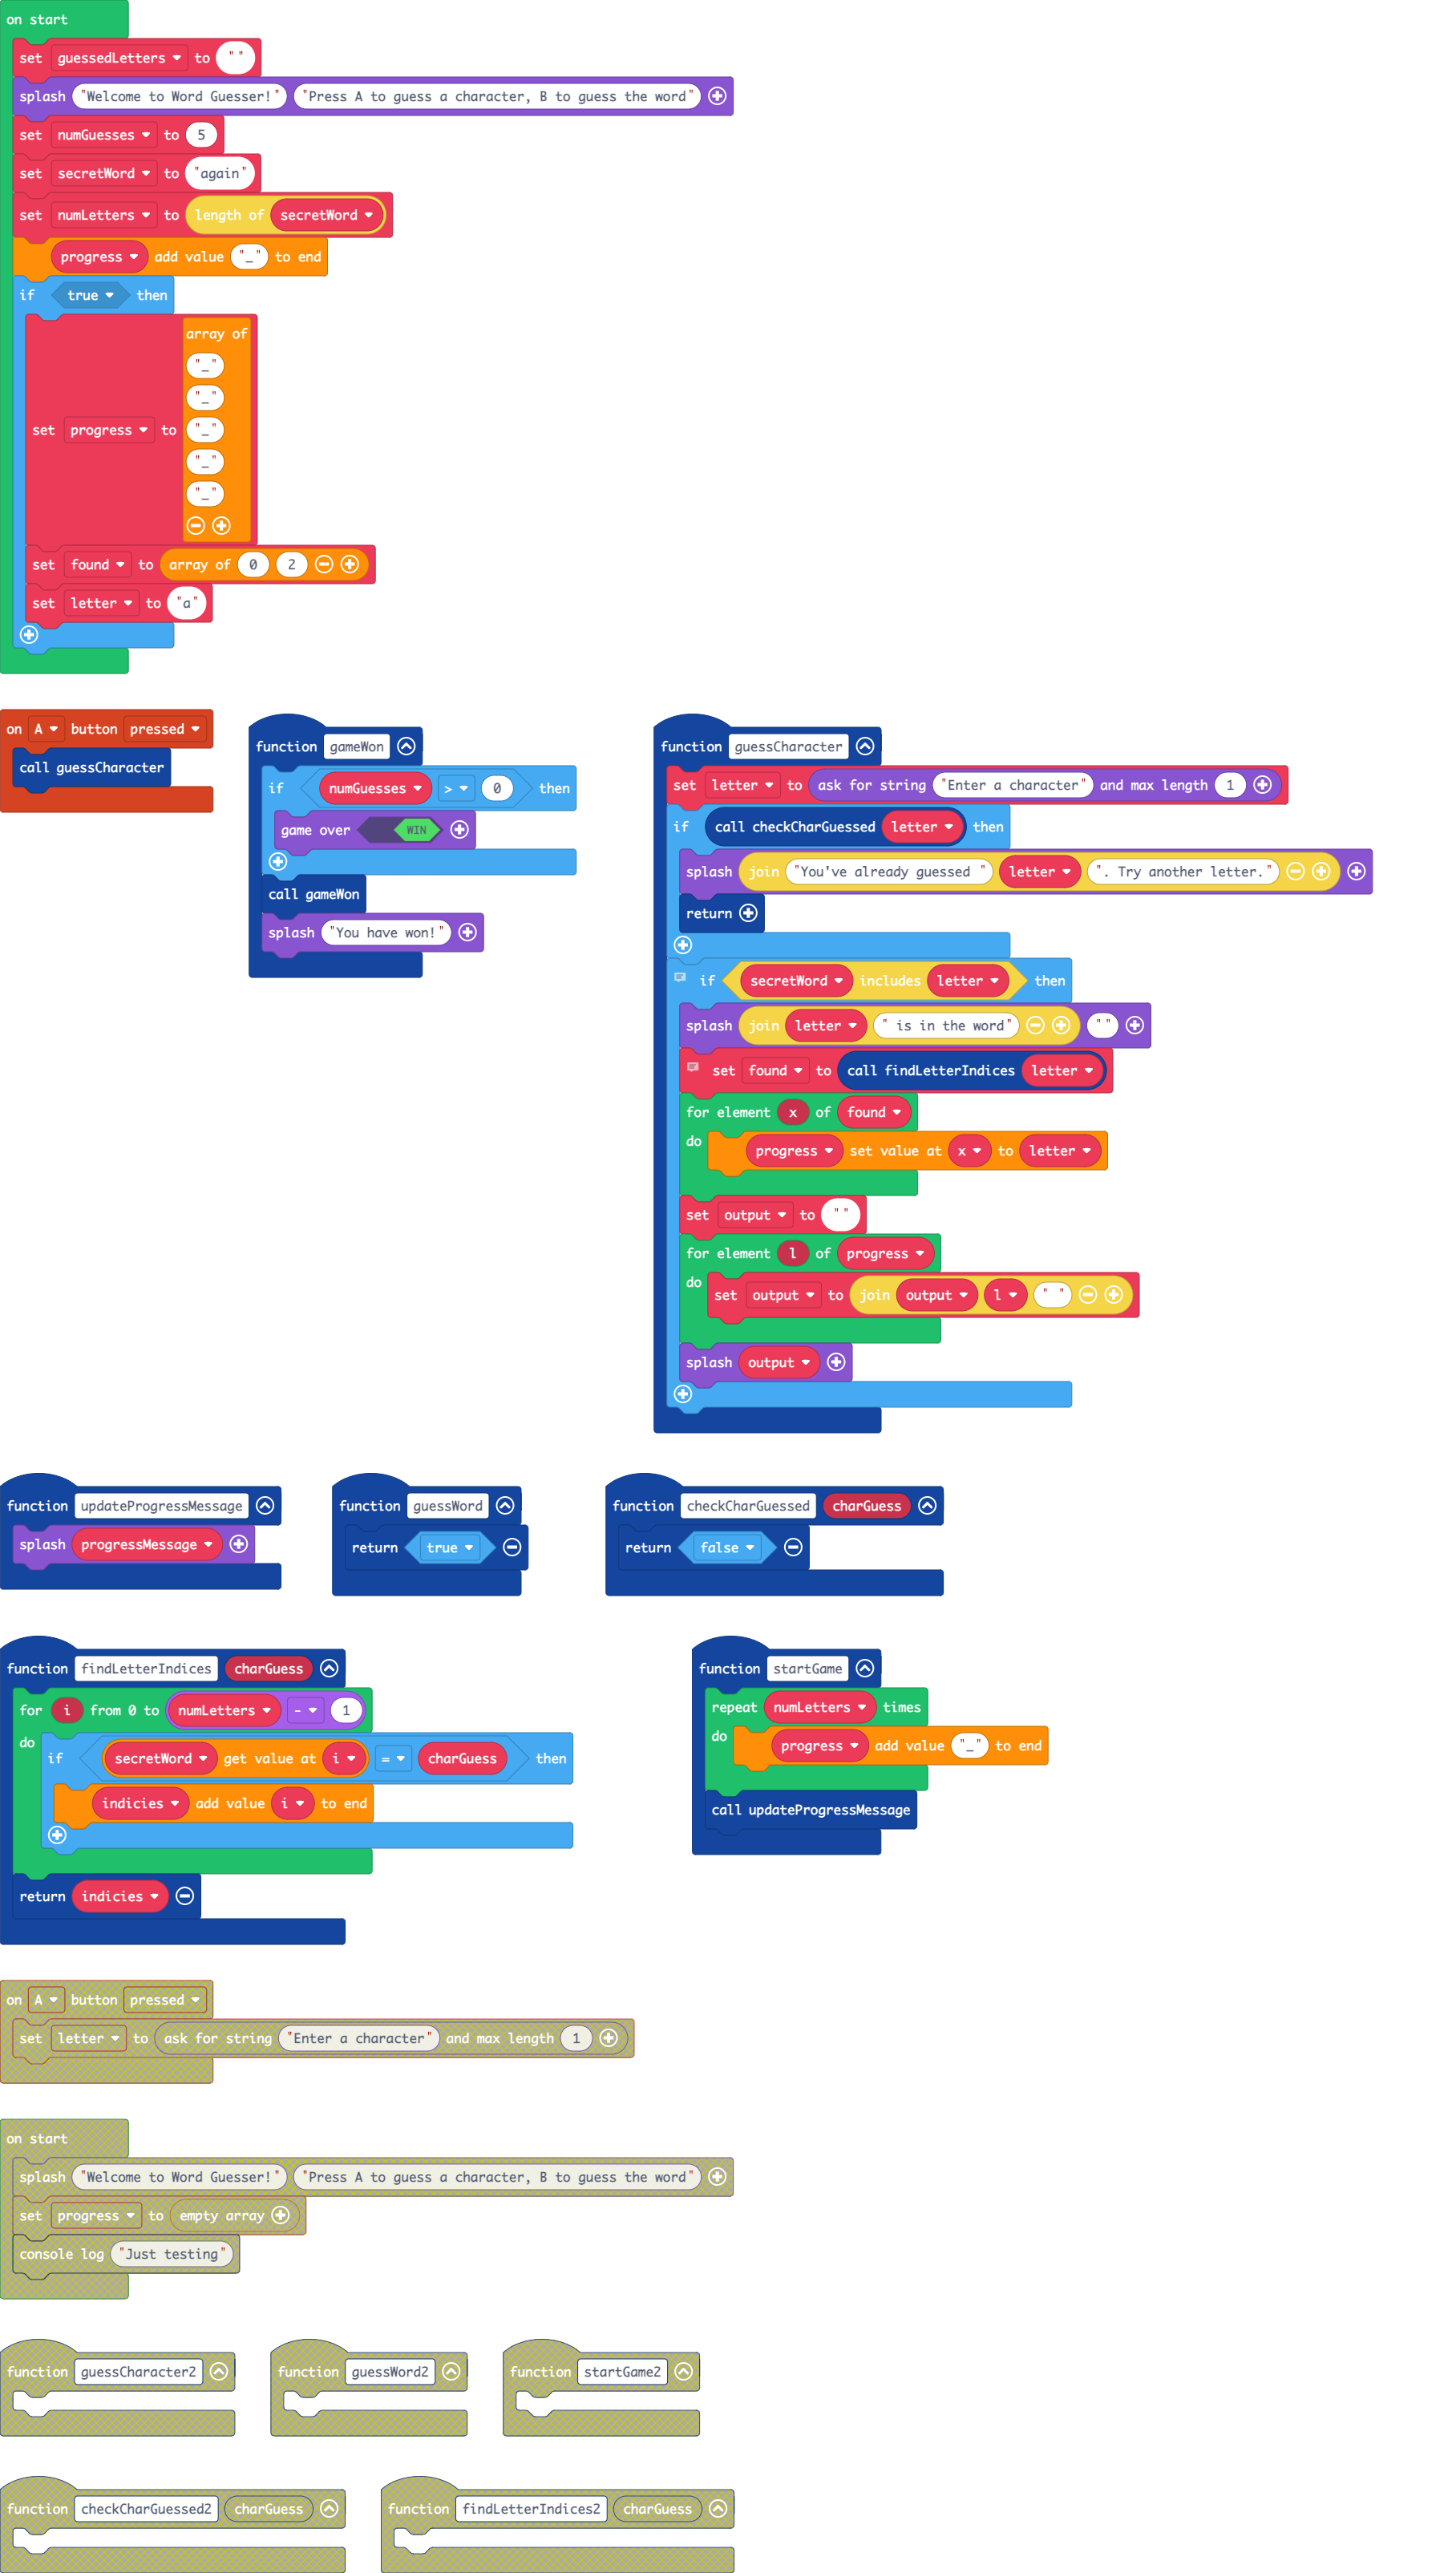 on start
set guessedLetters to ""
splash "Welcome to Word Guesser!" "Press A to guess a character, B to guess the word"
set numGuesses to 5
set secretWord to "again"
set numLetters to length of secretWord
progress add value "_" to end
if true then
array of
"_"
"_"
set progress to "_"
"_"
"_"
set found to array of 0 2
set letter to "a"
on A button pressed
call guessCharacter
function gameWon
if numGuesses > 0 then
game over WIN
call gameWon
splash "You have won!"
function guessCharacter
set letter to ask for string "Enter a character" and max length 1
if call checkCharGuessed letter then
splash join "You've already guessed " letter ". Try another letter."
return
if secretWord includes letter then
splash join letter " is in the word" ""
set found to call findLetterIndices letter
for element x of found
do progress set value at x to letter
set output to ""
for element l of progress
do set output to join output l " "
splash output
function updateProgressMessage
splash progressMessage
function guessWord
return true
function checkCharGuessed charGuess
return false
function findLetterIndices charGuess
for i from 0 to numLetters - 1
do if secretWord get value at i = charGuess then
indicies add value i to end
return indicies
function startGame
repeat numLetters times
do progress add value "_" to end
call updateProgressMessage
on A button pressed
set letter to ask for string "Enter a character" and max length 1
on start
splash "Welcome to Word Guesser!" "Press A to guess a character, B to guess the word"
set progress to empty array
console log "Just testing"
function guessCharacter2
function guessWord2
function startGame2
function checkCharGuessed2 charGuess
function findLetterIndices2 charGuess